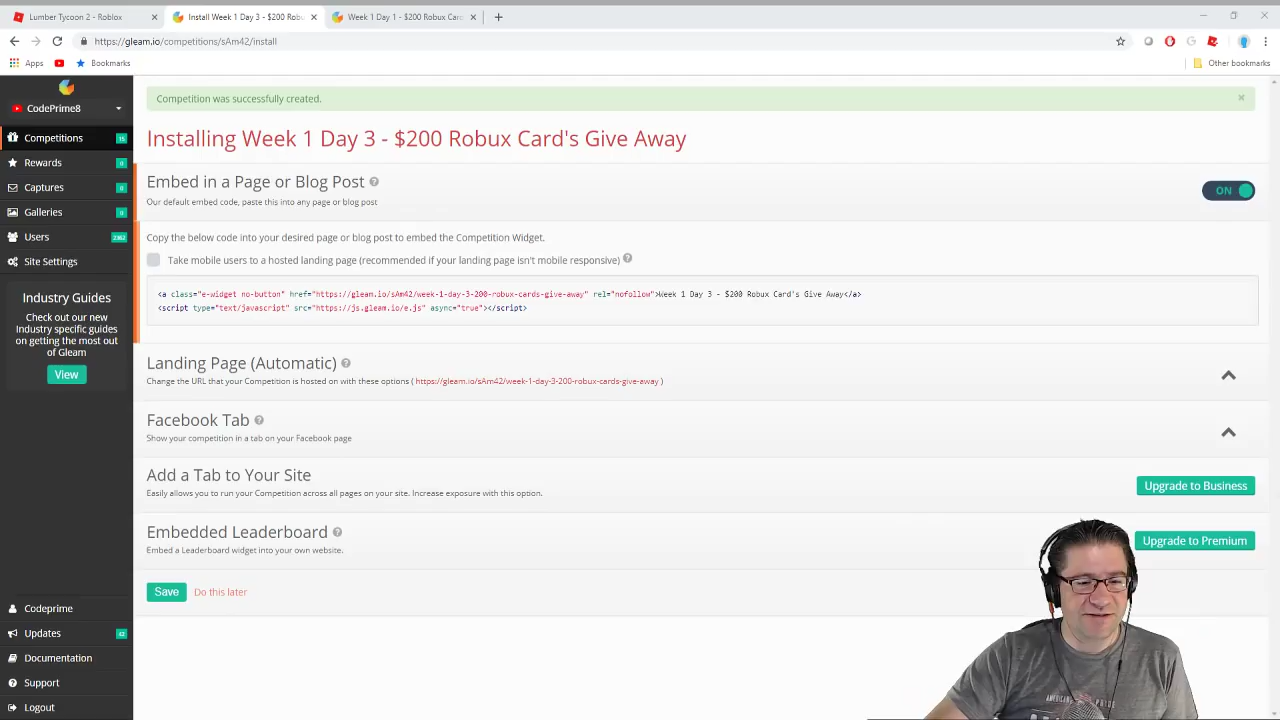 Lumber Tycoon 2 - Roblox
Install Week 1 Day 3 - $200 Robu
Week 1 Day 1 - $200 Robux Car
https://gleam.io/competitions/sAm42/install
Apps
Bookmarks
Other bookmarks
CodePrime8
Competitions 15
Rewards 0
Captures 0
Galleries 0
Users 2362
Site Settings
Industry Guides
Check out our new
Industry specific guides
on getting the most out
of Gleam
View
Codeprime
Updates 42
Documentation
Support
Logout
Competition was successfully created.
Installing Week 1 Day 3 - $200 Robux Card's Give Away
Embed in a Page or Blog Post
Our default embed code, paste this into any page or blog post
ON
Copy the below code into your desired page or blog post to embed the Competition Widget.
Take mobile users to a hosted landing page (recommended if your landing page isn't mobile responsive)
<a class="e-widget no-button" href="https://gleam.io/sAm42/week-1-day-3-200-robux-cards-give-away" rel="nofollow">Week 1 Day 3 - $200 Robux Card's Give Away</a>
<script type="text/javascript" src="https://js.gleam.io/e.js" async="true"></script>
Landing Page (Automatic)
Change the URL that your Competition is hosted on with these options ( https://gleam.io/sAm42/week-1-day-3-200-robux-cards-give-away )
Facebook Tab
Show your competition in a tab on your Facebook page
Add a Tab to Your Site
Easily allows you to run your Competition across all pages on your site. Increase exposure with this option.
Upgrade to Business
Embedded Leaderboard
Embed a Leaderboard widget into your own website.
Upgrade to Premium
Save
Do this later